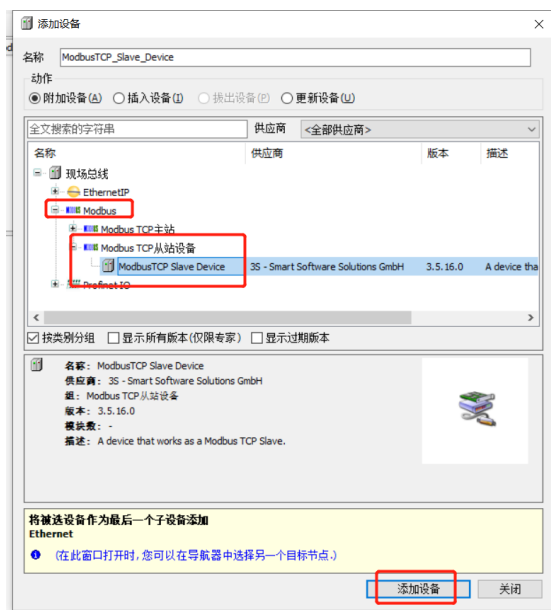 添加设备
名称 ModbusTCP_Slave_Device
动作
附加设备(A) 插入设备(I) 拔出设备(P) 更新设备(U)
全文搜索的字符串 供应商 <全部供应商>
名称 供应商 版本 描述
现场总线
EthernetIP
Modbus
Modbus TCP主站
Modbus TCP从站设备
ModbusTCP Slave Device 3S - Smart Software Solutions GmbH 3.5.16.0 A device tha
Profinet IO
按类别分组 显示所有版本(仅限专家) 显示过期版本
名称: ModbusTCP Slave Device
供应商: 3S - Smart Software Solutions GmbH
组: Modbus TCP从站设备
版本: 3.5.16.0
模块数: -
描述: A device that works as a Modbus TCP Slave.
将被选设备作为最后一个子设备添加
Ethernet
(在此窗口打开时,您可以在导航器中选择另一个目标节点.)
添加设备 关闭